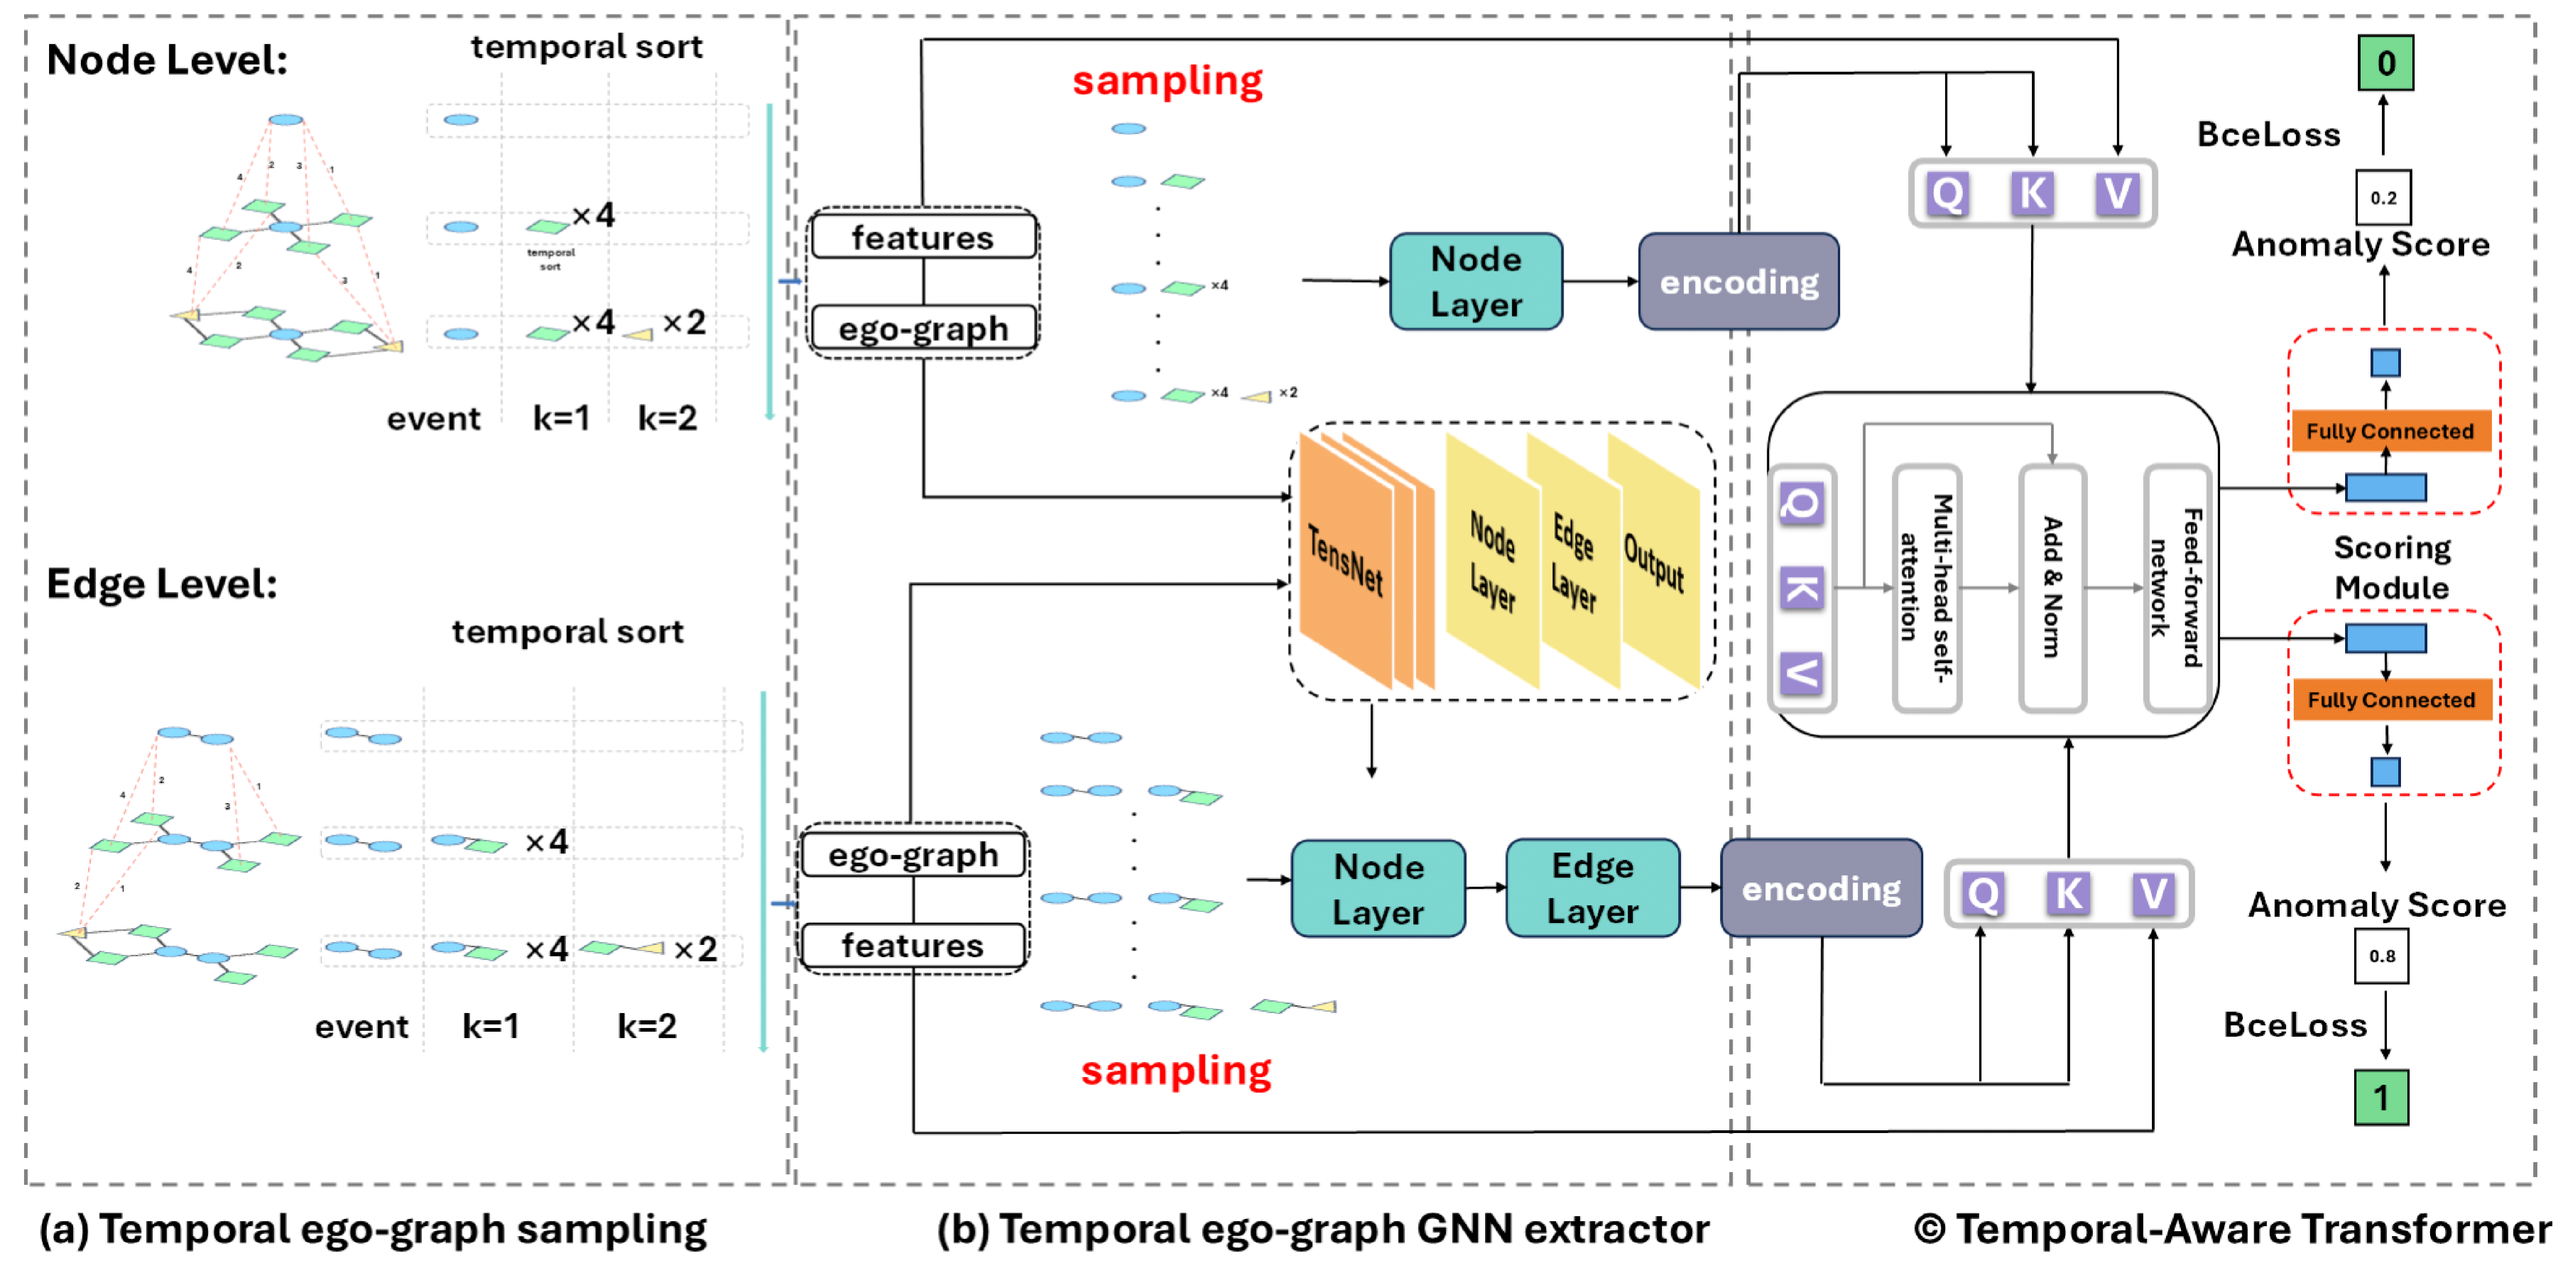 Node Level:
temporal sort
4
2
3
1
4
2
3
1
×4
temporal
sort
×4
×2
event
k=1
k=2
Edge Level:
temporal sort
4
2
3
1
2
1
×4
×4
×2
event
k=1
k=2
(a) Temporal ego-graph sampling
sampling
features
ego-graph
×4
×4
×2
Node
Layer
encoding
TensNet
Node
Layer
Edge
Layer
Output
ego-graph
features
Node
Layer
Edge
Layer
encoding
sampling
(b) Temporal ego-graph GNN extractor
Q
K
V
Q
K
V
Multi-head self-
attention
Add & Norm
Feed-forward
network
Q
K
V
0
BceLoss
0.2
Anomaly Score
Fully Connected
Scoring
Module
Fully Connected
Anomaly Score
0.8
BceLoss
1
© Temporal-Aware Transformer